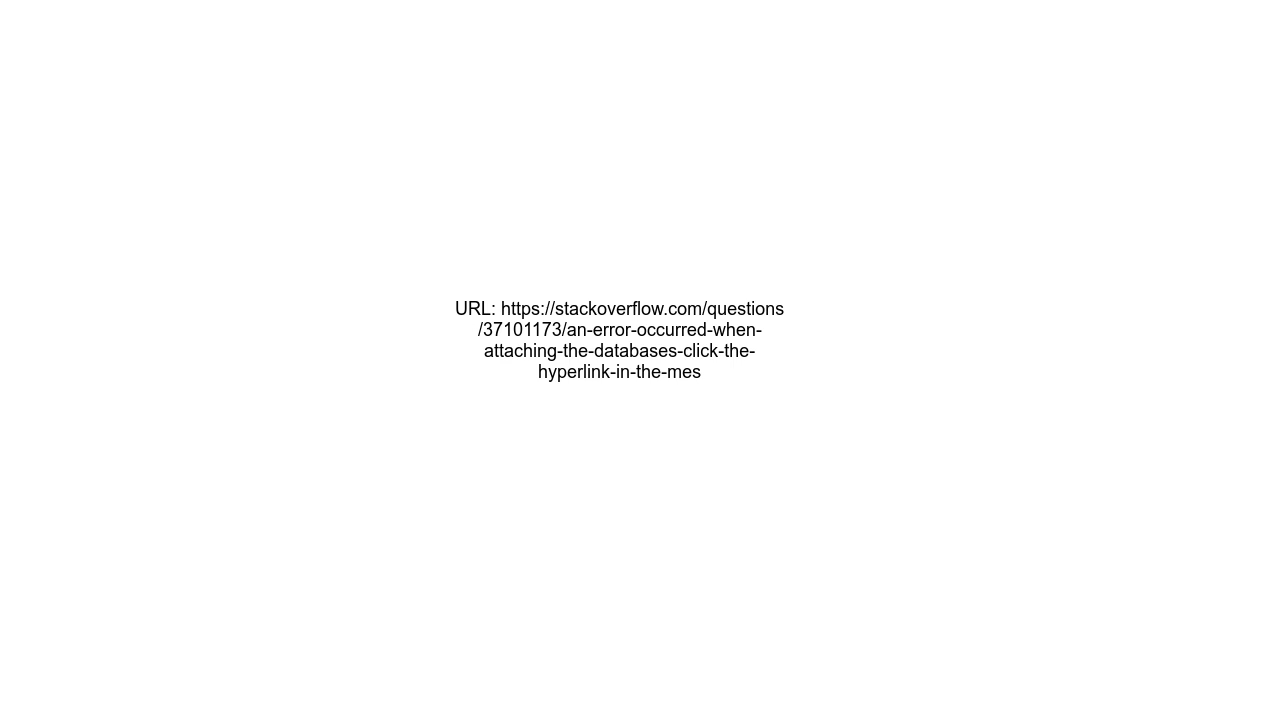 URL: https://stackoverflow.com/questions
/37101173/an-error-occurred-when-
attaching-the-databases-click-the-
hyperlink-in-the-mes